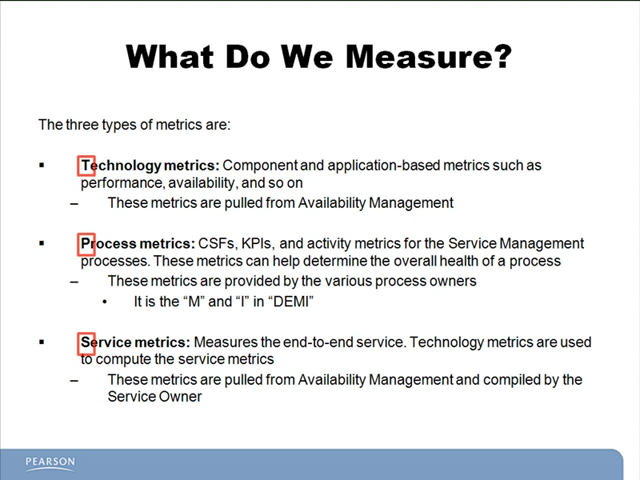 What Do We Measure?
The three types of metrics are:
▪ Technology metrics: Component and application-based metrics such as
performance, availability, and so on
– These metrics are pulled from Availability Management
▪ Process metrics: CSFs, KPIs, and activity metrics for the Service Management
processes. These metrics can help determine the overall health of a process
– These metrics are provided by the various process owners
• It is the “M” and “I” in “DEMI”
▪ Service metrics: Measures the end-to-end service. Technology metrics are used
to compute the service metrics
– These metrics are pulled from Availability Management and compiled by the
Service Owner
PEARSON